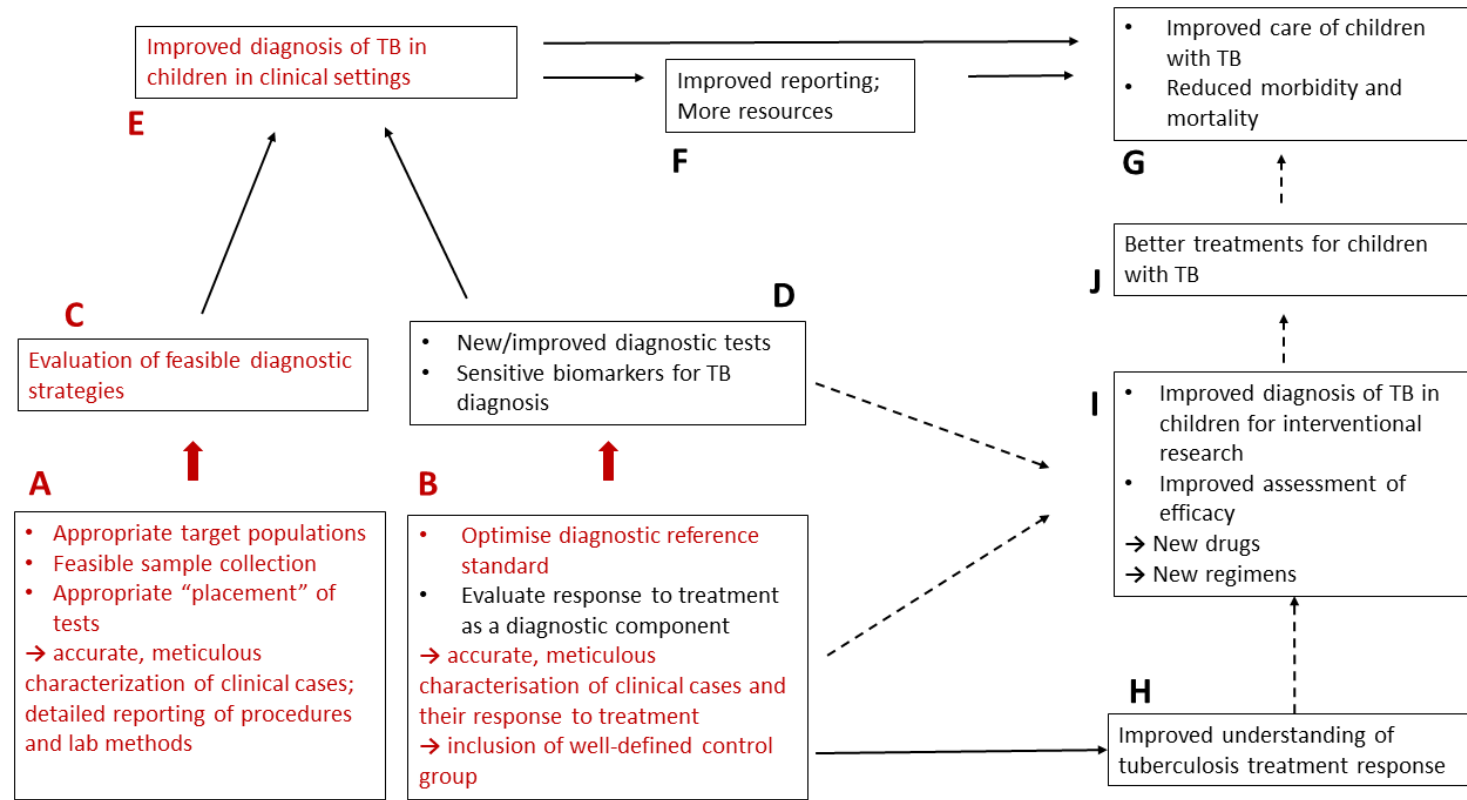 Improved diagnosis of TB in
children in clinical settings
E
Improved reporting;
More resources
F
• Improved care of children
with TB
• Reduced morbidity and
mortality
G
Better treatments for children
with TB
J
C
Evaluation of feasible diagnostic
strategies
D
• New/improved diagnostic tests
• Sensitive biomarkers for TB
diagnosis
I
• Improved diagnosis of TB in
children for interventional
research
• Improved assessment of
efficacy
→ New drugs
→ New regimens
A
• Appropriate target populations
• Feasible sample collection
• Appropriate “placement” of
tests
→ accurate, meticulous
characterization of clinical cases;
detailed reporting of procedures
and lab methods
B
• Optimise diagnostic reference
standard
• Evaluate response to treatment
as a diagnostic component
→ accurate, meticulous
characterisation of clinical cases and
their response to treatment
→ inclusion of well-defined control
group
H
Improved understanding of
tuberculosis treatment response